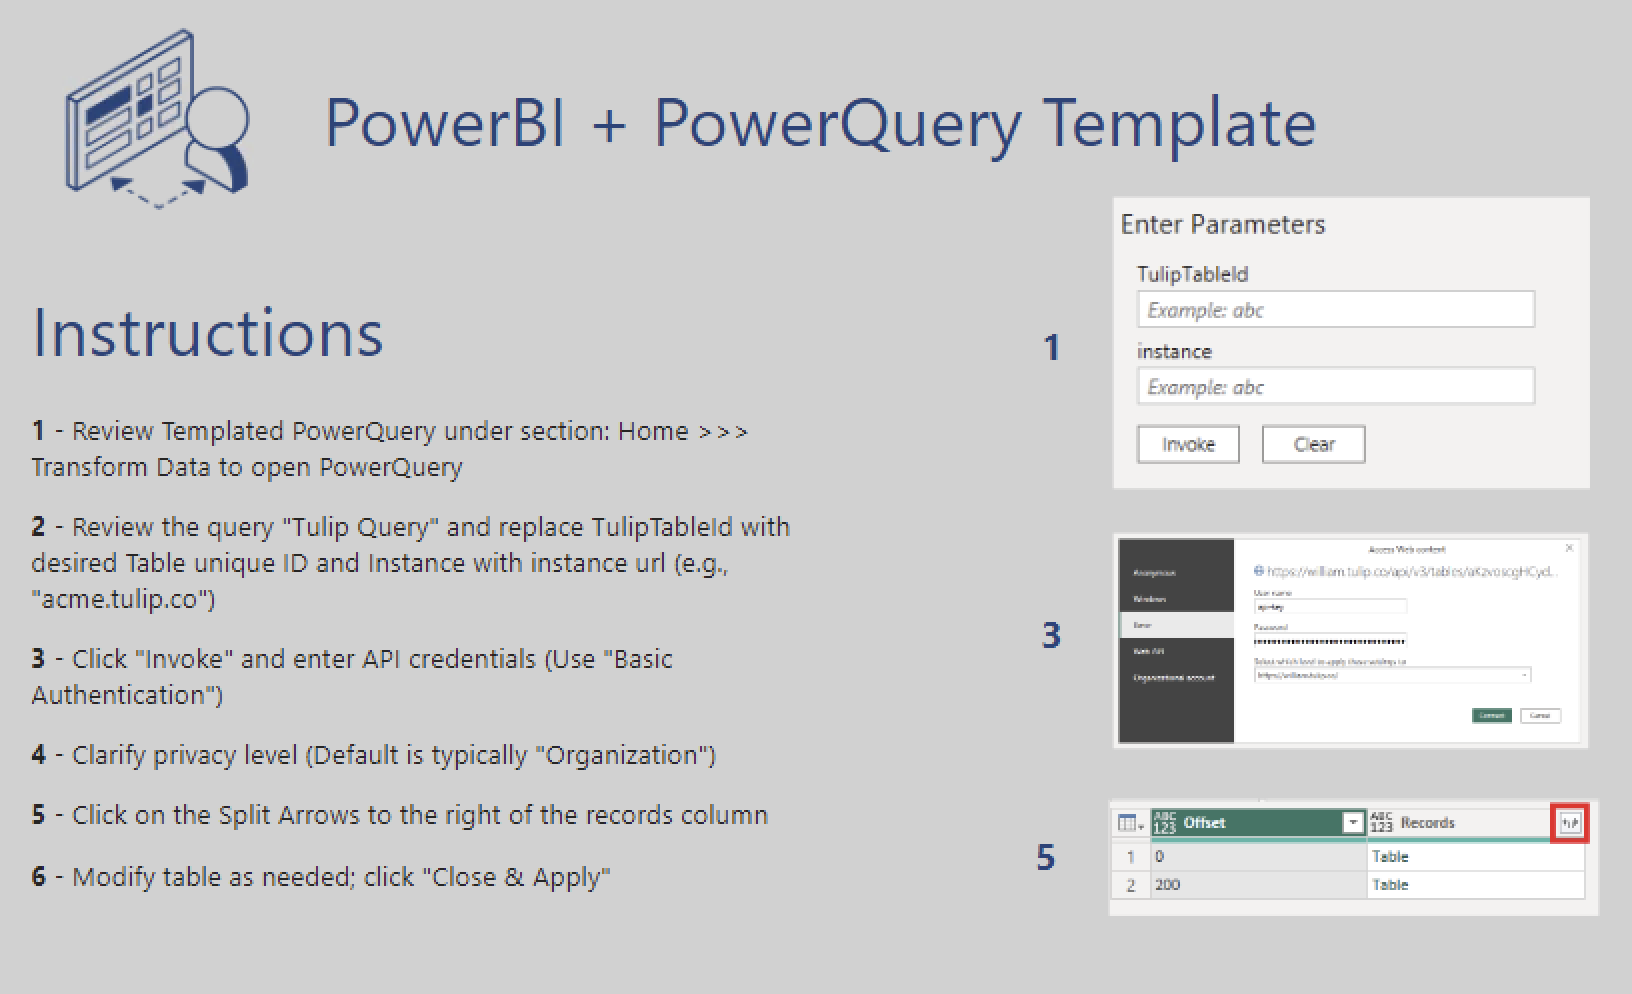 PowerBI + PowerQuery Template
Instructions
1 - Review Templated PowerQuery under section: Home >>>
Transform Data to open PowerQuery
2 - Review the query "Tulip Query" and replace TulipTableId with
desired Table unique ID and Instance with instance url (e.g.,
"acme.tulip.co")
3 - Click "Invoke" and enter API credentials (Use "Basic
Authentication")
4 - Clarify privacy level (Default is typically "Organization")
5 - Click on the Split Arrows to the right of the records column
6 - Modify table as needed; click "Close & Apply"
1
Enter Parameters
TulipTableId
Example: abc
instance
Example: abc
Invoke Clear
3
Access Web content
Anonymous
Windows
Basic
Web API
Organizational account
https://william.tulip.co/api/v3/tables/
User name
Password
Select which level to apply these settings to
https://william.tulip.co/
Connect Cancel
5
ABC 123 Offset ABC 123 Records
1 0 Table
2 200 Table